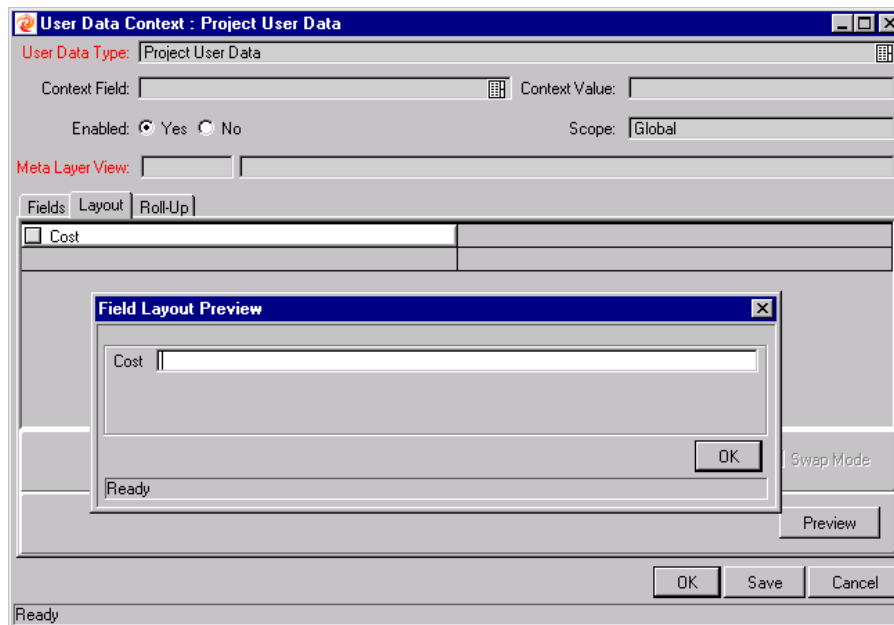 User Data Context : Project User Data
User Data Type: Project User Data
Context Field: Context Value:
Enabled: Yes No Scope: Global
Meta Layer View:
Fields Layout Roll-Up
Cost
Field Layout Preview
Cost
OK
Swap Mode
Ready
Preview
OK Save Cancel
Ready